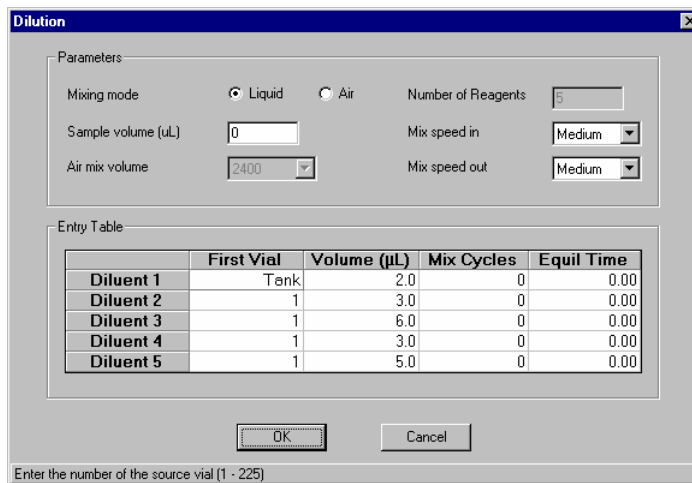 Dilution
Parameters
Mixing mode Liquid Air Number of Reagents 5
Sample volume (uL) 0 Mix speed in Medium
Air mix volume 2400 Mix speed out Medium
Entry Table
First Vial Volume (µL) Mix Cycles Equil Time
Diluent 1 Tank 2.0 0 0.00
Diluent 2 1 3.0 0 0.00
Diluent 3 1 6.0 0 0.00
Diluent 4 1 3.0 0 0.00
Diluent 5 1 5.0 0 0.00
OK Cancel
Enter the number of the source vial (1 - 225)